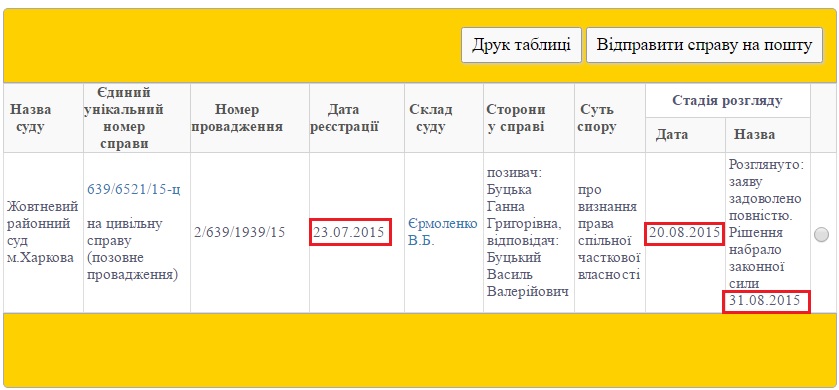 Друк таблиці
Відправити справу на пошту
Назва
суду
Єдиний
унікальний
номер
справи
Номер
провадження
Дата
реєстрації
Склад
суду
Сторони
у справі
Суть
спору
Стадія розгляду
Дата
Назва
Жовтневий
районний
суд
м.Харкова
639/6521/15-ц
на цивільну
справу
(позовне
провадження)
2/639/1939/15
23.07.2015
Єрмоленко
В.Б.
позивач:
Буцька
Ганна
Григорівна,
відповідач:
Буцький
Василь
Валерійович
про
визнання
права
спільної
часткової
власності
20.08.2015
Розглянуто:
заяву
задоволено
повністю.
Рішення
набрало
законної
сили
31.08.2015